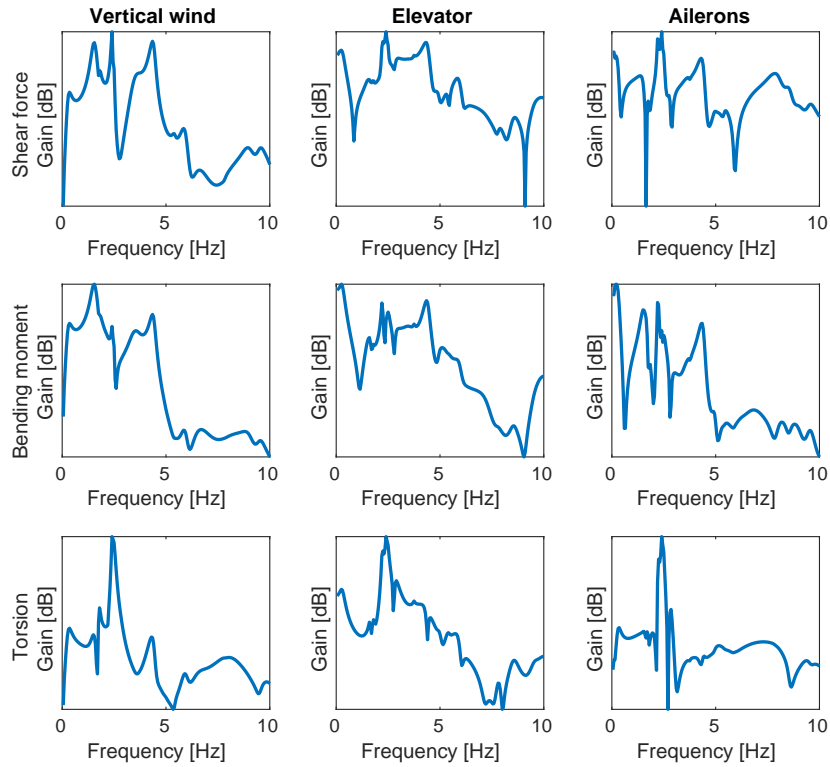 Vertical wind
Elevator
Ailerons
Shear force
Gain [dB]
Gain [dB]
Gain [dB]
0 5 10
0 5 10
0 5 10
Frequency [Hz]
Frequency [Hz]
Frequency [Hz]
Bending moment
Gain [dB]
Gain [dB]
Gain [dB]
0 5 10
0 5 10
0 5 10
Frequency [Hz]
Frequency [Hz]
Frequency [Hz]
Torsion
Gain [dB]
Gain [dB]
Gain [dB]
0 5 10
0 5 10
0 5 10
Frequency [Hz]
Frequency [Hz]
Frequency [Hz]